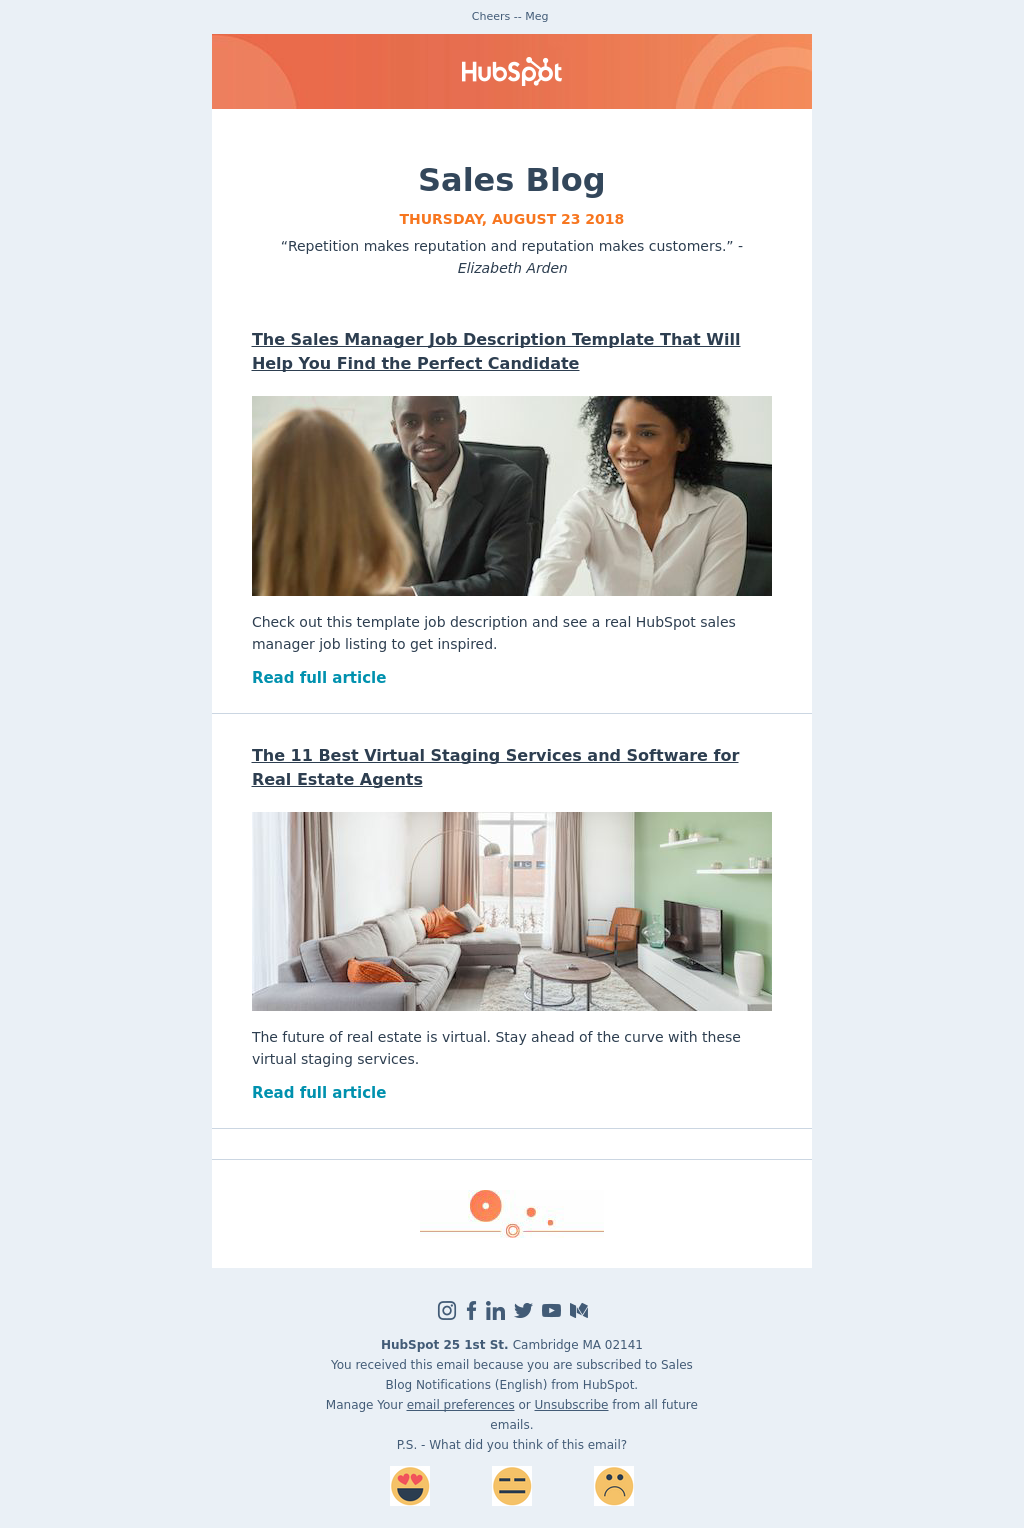 Cheers -- Meg
HubSpot
Sales Blog
THURSDAY, AUGUST 23 2018
“Repetition makes reputation and reputation makes customers.” -
Elizabeth Arden
The Sales Manager Job Description Template That Will
Help You Find the Perfect Candidate
Check out this template job description and see a real HubSpot sales
manager job listing to get inspired.
Read full article
The 11 Best Virtual Staging Services and Software for
Real Estate Agents
The future of real estate is virtual. Stay ahead of the curve with these
virtual staging services.
Read full article
HubSpot 25 1st St. Cambridge MA 02141
You received this email because you are subscribed to Sales
Blog Notifications (English) from HubSpot.
Manage Your email preferences or Unsubscribe from all future
emails.
P.S. - What did you think of this email?